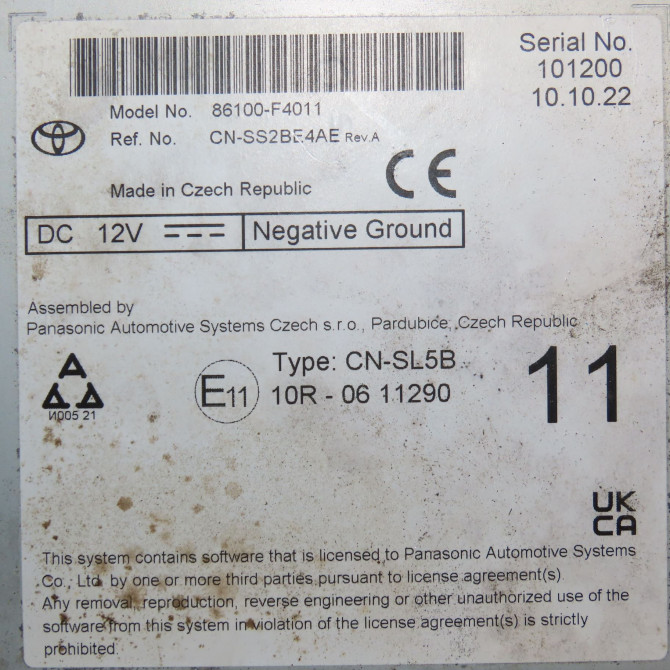 Serial No.
101200
10.10.22
Model No. 86100-F4011
Ref. No. CN-SS2BE4AE Rev.A
Made in Czech Republic
CE
DC 12V
Negative Ground
Assembled by
Panasonic Automotive Systems Czech s.r.o., Pardubice, Czech Republic
Type: CN-SL5B
E11 10R - 06 11290
11
И005 21
UK
CA
This system contains software that is licensed to Panasonic Automotive Systems
Co., Ltd. by one or more third parties pursuant to license agreement(s).
Any removal, reproduction, reverse engineering or other unauthorized use of the
software from this system in violation of the license agreement(s) is strictly
prohibited.